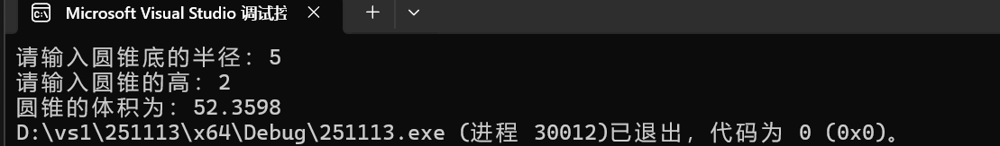 Microsoft Visual Studio 调试控
请输入圆锥底的半径：5
请输入圆锥的高：2
圆锥的体积为：52.3598
D:\vs1\251113\x64\Debug\251113.exe (进程 30012)已退出，代码为 0 (0x0)。